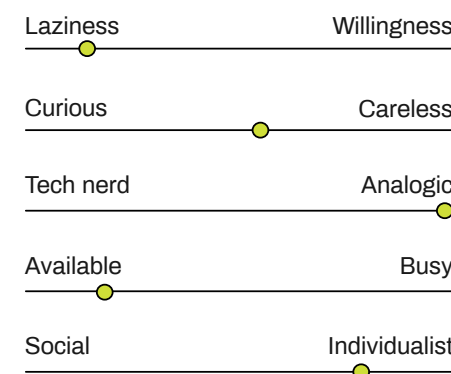 Laziness Willingness
Curious Careless
Tech nerd Analogic
Available Busy
Social Individualist